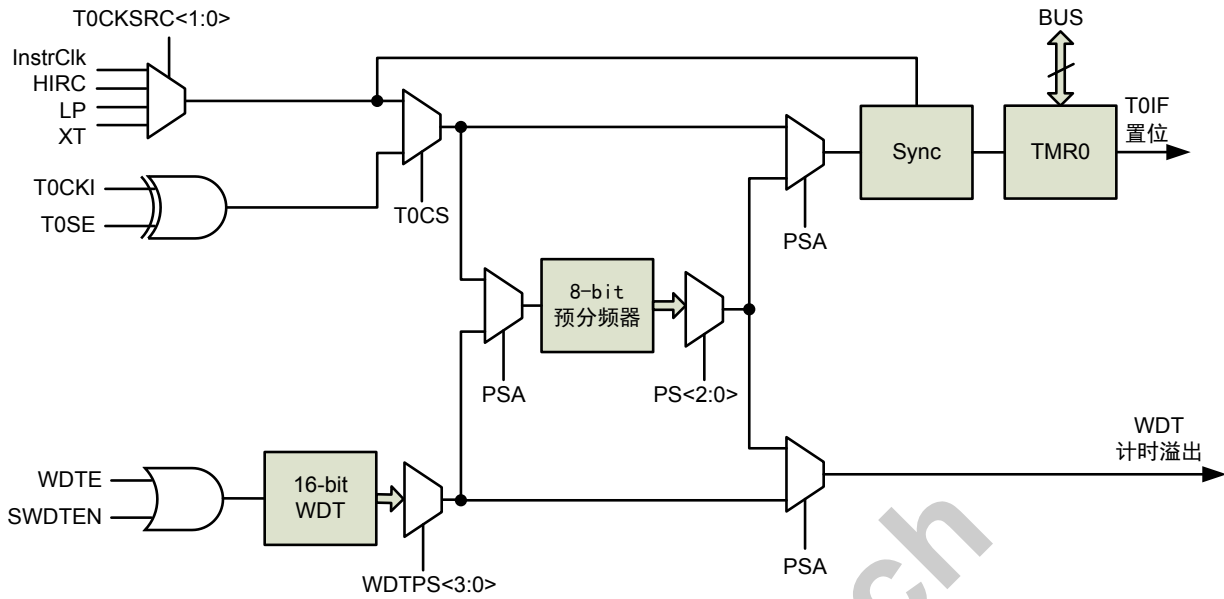 T0CKSRC<1:0>
BUS
InstrClk
HIRC
LP
XT
T0IF
置位
Sync
TMR0
T0CKI
T0SE
T0CS
PSA
8-bit
预分频器
PSA
PS<2:0>
WDT
计时溢出
WDTE
SWDTEN
16-bit
WDT
PSA
WDTPS<3:0>
ch